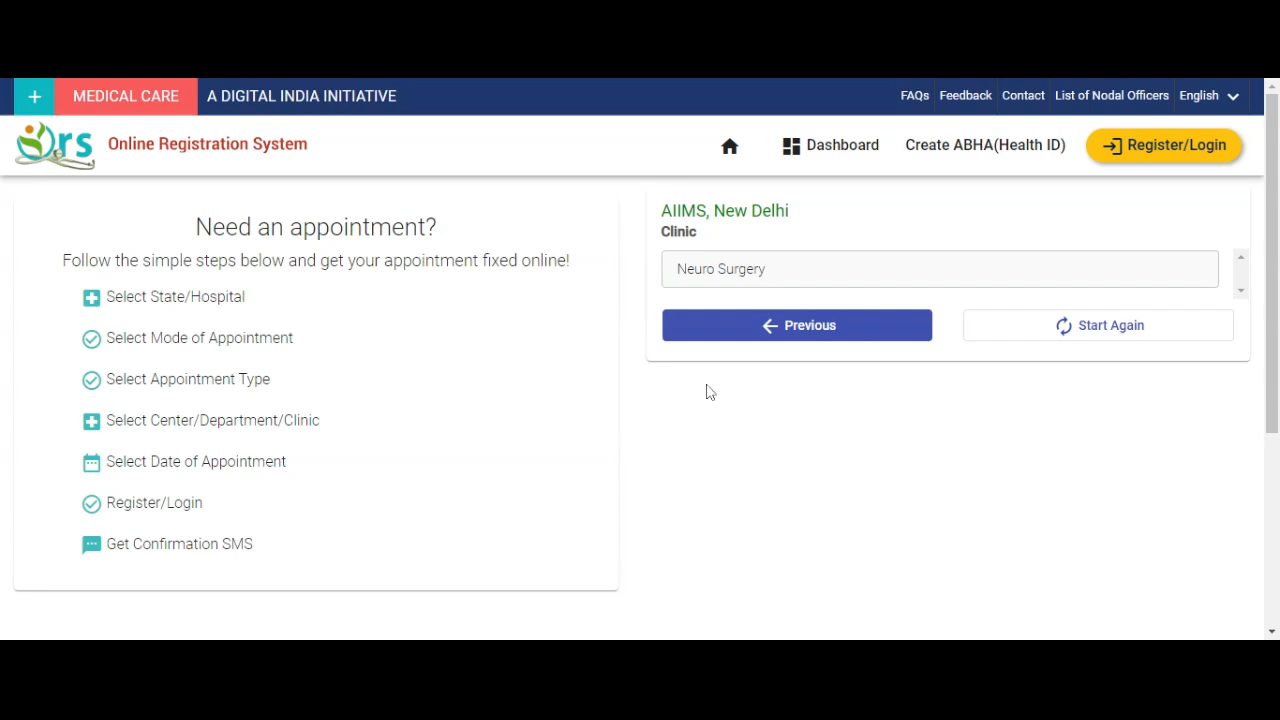 + MEDICAL CARE A DIGITAL INDIA INITIATIVE FAQs Feedback Contact List of Nodal Officers English
Ors Online Registration System Dashboard Create ABHA(Health ID) Register/Login
Need an appointment?
Follow the simple steps below and get your appointment fixed online!
Select State/Hospital
Select Mode of Appointment
Select Appointment Type
Select Center/Department/Clinic
Select Date of Appointment
Register/Login
Get Confirmation SMS
AIIMS, New Delhi
Clinic
Neuro Surgery
Previous Start Again